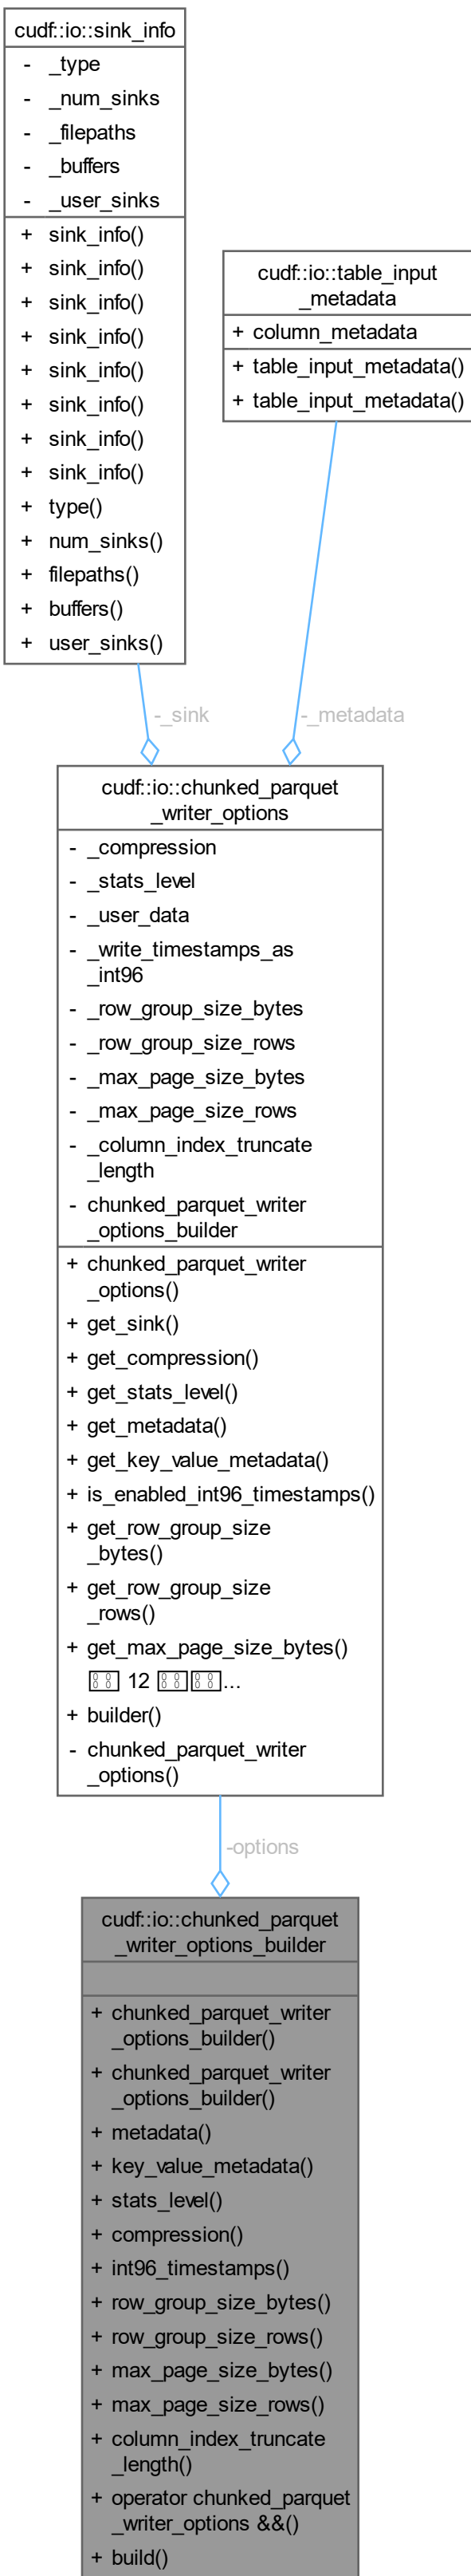 cudf::io::sink_info
- _type
- _num_sinks
- _filepaths
- _buffers
- _user_sinks
+ sink_info()
+ sink_info()
+ sink_info()
+ sink_info()
+ sink_info()
+ sink_info()
+ sink_info()
+ sink_info()
+ type()
+ num_sinks()
+ filepaths()
+ buffers()
+ user_sinks()
cudf::io::table_input
_metadata
+ column_metadata
+ table_input_metadata()
+ table_input_metadata()
-_sink
-_metadata
cudf::io::chunked_parquet
_writer_options
- _compression
- _stats_level
- _user_data
- _write_timestamps_as
_int96
- _row_group_size_bytes
- _row_group_size_rows
- _max_page_size_bytes
- _max_page_size_rows
- _column_index_truncate
_length
- chunked_parquet_writer
_options_builder
+ chunked_parquet_writer
_options()
+ get_sink()
+ get_compression()
+ get_stats_level()
+ get_metadata()
+ get_key_value_metadata()
+ is_enabled_int96_timestamps()
+ get_row_group_size
_bytes()
+ get_row_group_size
_rows()
+ get_max_page_size_bytes()
12 ...
+ builder()
- chunked_parquet_writer
_options()
-options
cudf::io::chunked_parquet
_writer_options_builder
+ chunked_parquet_writer
_options_builder()
+ chunked_parquet_writer
_options_builder()
+ metadata()
+ key_value_metadata()
+ stats_level()
+ compression()
+ int96_timestamps()
+ row_group_size_bytes()
+ row_group_size_rows()
+ max_page_size_bytes()
+ max_page_size_rows()
+ column_index_truncate
_length()
+ operator chunked_parquet
_writer_options &&()
+ build()